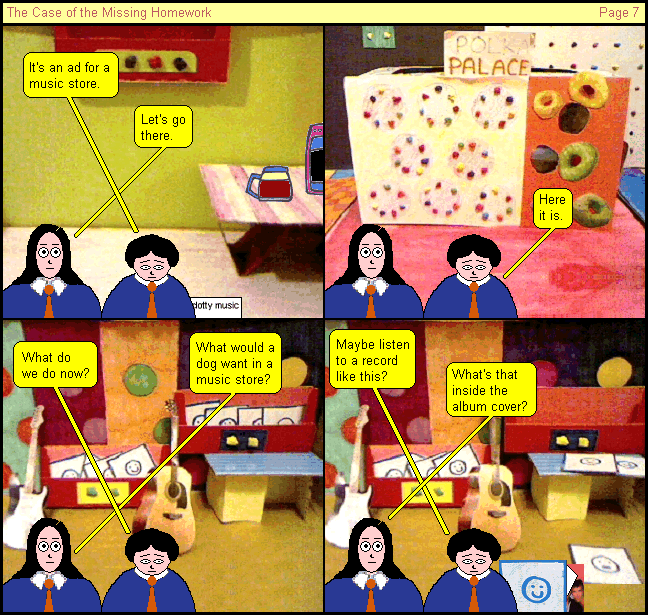 The Case of the Missing Homework
Page 7
It's an ad for a
music store.
Let's go
there.
dotty music
POLKA
PALACE
Here
it is.
What do
we do now?
What would a
dog want in a
music store?
Maybe listen
to a record
like this?
What's that
inside the
album cover?